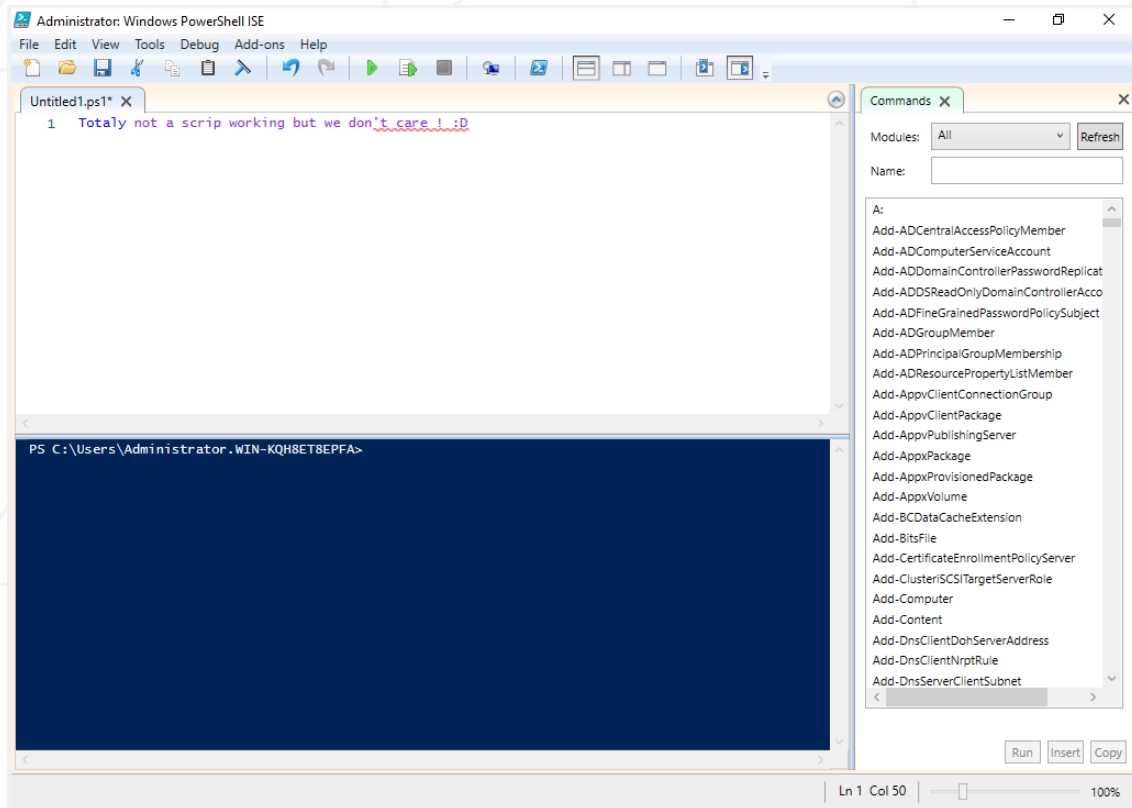 Administrator: Windows PowerShell ISE
File Edit View Tools Debug Add-ons Help
Untitled1.ps1* X
1 Totaly not a scrip working but we don't care ! :D
PS C:\Users\Administrator.WIN-KQH8ET8EPFA>
Commands X
Modules: All Refresh
Name:
A:
Add-ADCentralAccessPolicyMember
Add-ADComputerServiceAccount
Add-ADDomainControllerPasswordReplicat
Add-ADDSReadOnlyDomainControllerAcco
Add-ADFineGrainedPasswordPolicySubject
Add-ADGroupMember
Add-ADPrincipalGroupMembership
Add-ADResourcePropertyListMember
Add-AppvClientConnectionGroup
Add-AppvClientPackage
Add-AppvPublishingServer
Add-AppxPackage
Add-AppxProvisionedPackage
Add-AppxVolume
Add-BCDataCacheExtension
Add-BitsFile
Add-CertificateEnrollmentPolicyServer
Add-ClusteriSCSITargetServerRole
Add-Computer
Add-Content
Add-DnsClientDohServerAddress
Add-DnsClientNrptRule
Add-DnsServerClientSubnet
Run Insert Copy
Ln 1 Col 50 100%